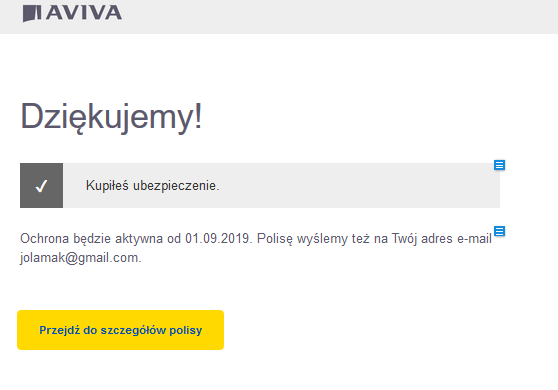 AVIVA
Dziękujemy!
Kupiłeś ubezpieczenie.
Ochrona będzie aktywna od 01.09.2019. Polisę wyślemy też na Twój adres e-mail
jolamak@gmail.com.
Przejdź do szczegółów polisy